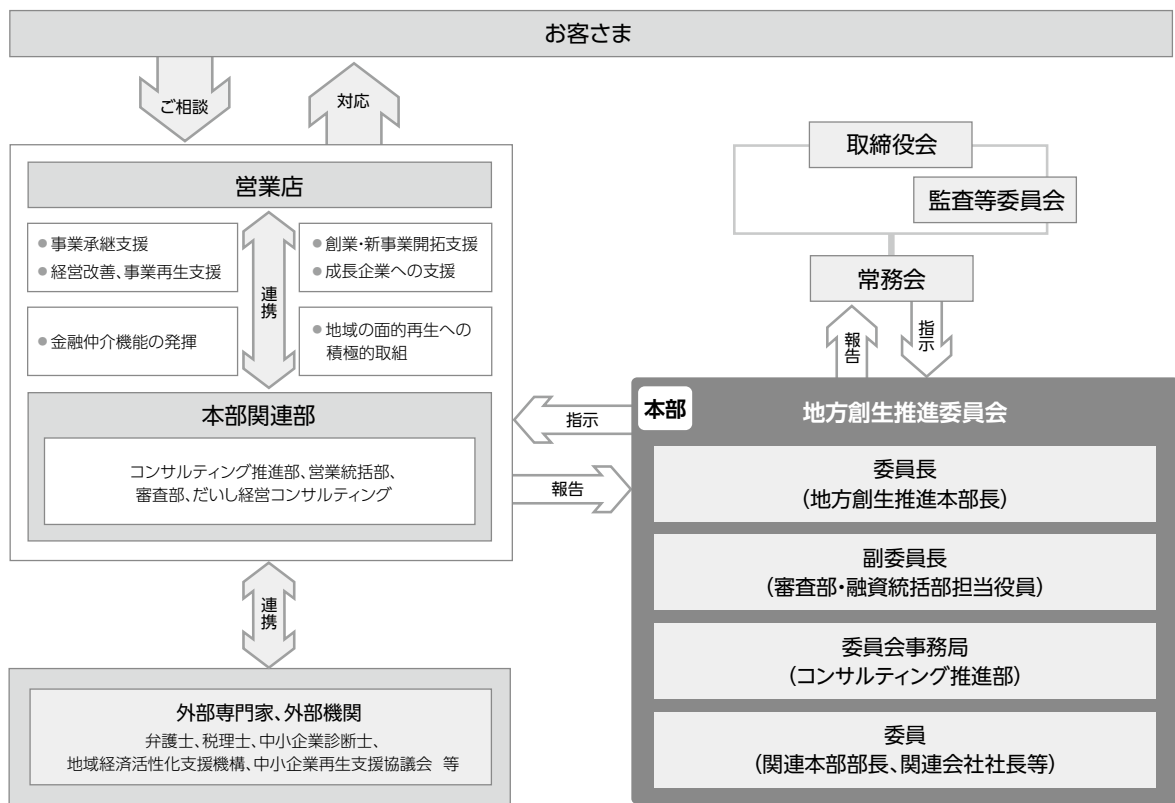 お客さま
ご相談
対応
営業店
●事業承継支援
●経営改善、事業再生支援
●創業・新事業開拓支援
●成長企業への支援
連携
●金融仲介機能の発揮
●地域の面的再生への
積極的取組
本部関連部
コンサルティング推進部、営業統括部、
審査部、だいし経営コンサルティング
連携
外部専門家、外部機関
弁護士、税理士、中小企業診断士、
地域経済活性化支援機構、中小企業再生支援協議会 等
指示
報告
取締役会
監査等委員会
常務会
報告
指示
本部
地方創生推進委員会
委員長
(地方創生推進本部長)
副委員長
(審査部・融資統括部担当役員)
委員会事務局
(コンサルティング推進部)
委員
(関連本部部長、関連会社社長等)